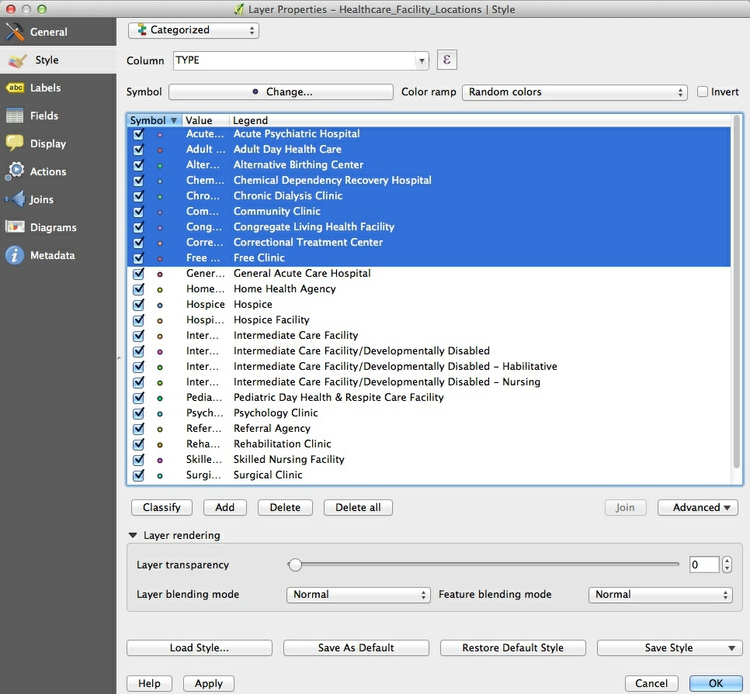 Layer Properties - Healthcare_Facility_Locations | Style
General
Style
Labels
Fields
Display
Actions
Joins
Diagrams
Metadata
Categorized
Column TYPE ε
Symbol Change... Color ramp Random colors Invert
Symbol Value Legend
Acute... Acute Psychiatric Hospital
Adult ... Adult Day Health Care
Alter... Alternative Birthing Center
Chem... Chemical Dependency Recovery Hospital
Chro... Chronic Dialysis Clinic
Com... Community Clinic
Cong... Congregate Living Health Facility
Corre... Correctional Treatment Center
Free ... Free Clinic
Gener... General Acute Care Hospital
Home... Home Health Agency
Hospice Hospice
Hospi... Hospice Facility
Inter... Intermediate Care Facility
Inter... Intermediate Care Facility/Developmentally Disabled
Inter... Intermediate Care Facility/Developmentally Disabled - Habilitative
Inter... Intermediate Care Facility/Developmentally Disabled - Nursing
Pedia... Pediatric Day Health & Respite Care Facility
Psych... Psychology Clinic
Refer... Referral Agency
Reha... Rehabilitation Clinic
Skille... Skilled Nursing Facility
Surgi... Surgical Clinic
Classify Add Delete Delete all Join Advanced
Layer rendering
Layer transparency 0
Layer blending mode Normal Feature blending mode Normal
Load Style... Save As Default Restore Default Style Save Style
Help Apply Cancel OK
abc
i